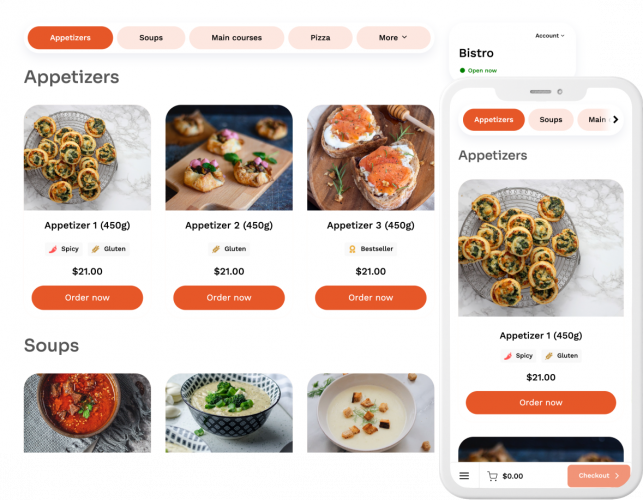 Appetizers Soups Main courses Pizza More
Appetizers
Appetizer 1 (450g) Appetizer 2 (450g) Appetizer 3 (450g)
Spicy Gluten Gluten Bestseller
$21.00 $21.00 $21.00
Order now Order now Order now
Soups
Account
Bistro
Open now
Appetizers Soups Main
Appetizers
Appetizer 1 (450g)
Spicy Gluten
$21.00
Order now
$0.00 Checkout